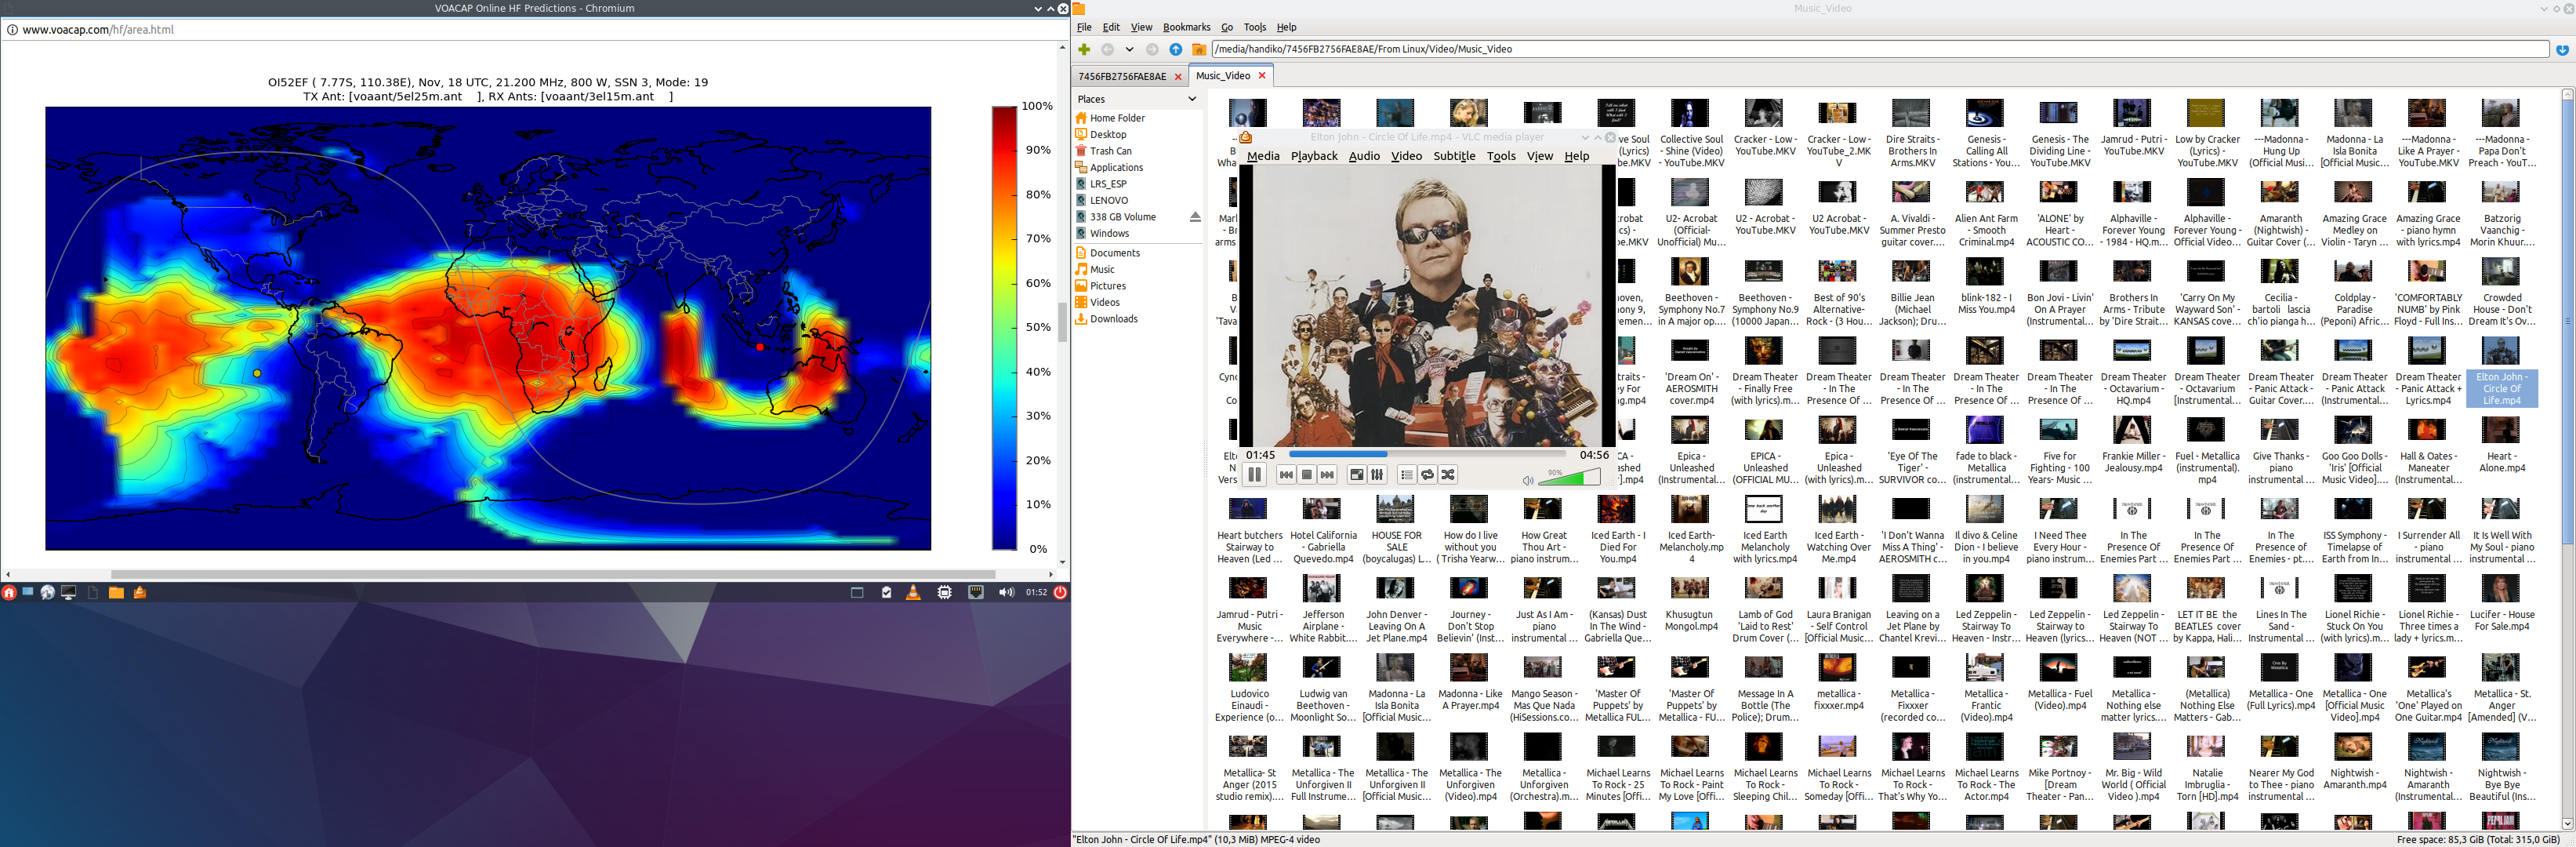 VOACAP Online HF Predictions - Chromium
www.voacap.com/hf/area.html
OI52EF ( 7.77S, 110.38E), Nov, 18 UTC, 21.200 MHz, 800 W, SSN 3, Mode: 19
TX Ant: [voaant/5el25m.ant ], RX Ants: [voaant/3el15m.ant ]
100%
90%
80%
70%
60%
50%
40%
30%
20%
10%
0%
01:52
Music_Video
File Edit View Bookmarks Go Tools Help
/media/handiko/7456FB2756FAE8AE/From Linux/Video/Music_Video
7456FB2756FAE8AE
Music_Video
Places
Home Folder
Desktop
Trash Can
Applications
LRS_ESP
LENOVO
338 GB Volume
Windows
Documents
Music
Pictures
Videos
Downloads
Elton John - Circle Of Life.mp4 - VLC media player
Media Playback Audio Video Subtitle Tools View Help
01:45
04:56
90%
Collective Soul
- Shine (Video)
- YouTube.MKV
Cracker - Low -
YouTube.MKV
Cracker - Low -
YouTube_2.MK
V
Dire Straits -
Brothers In
Arms.MKV
Genesis -
Calling All
Stations - You...
Genesis - The
Dividing Line -
YouTube.MKV
Jamrud - Putri -
YouTube.MKV
Low by Cracker
(Lyric) -
YouTube.MKV
---Madonna -
Hung Up
(Official Music...
Madonna - La
Isla Bonita
[Official Music...
---Madonna -
Like A Prayer -
YouTube.MKV
---Madonna -
Papa Don't
Preach - YouT...
U2- Acrobat
(Official-
Unofficial) Mu...
U2 - Acrobat -
YouTube.MKV
U2 Acrobat -
YouTube.MKV
A. Vivaldi -
Summer Presto
guitar cover....
Alien Ant Farm
- Smooth
Criminal.mp4
'ALONE' by
Heart -
ACOUSTIC CO...
Alphaville -
Forever Young
- 1984 - HQ.m...
Alphaville -
Forever Young -
Official Video...
Amaranth
(Nightwish) -
Guitar Cover (...
Amazing Grace
Medley on
Violin - Taryn ...
Amazing Grace
- piano hymn
with lyrics.mp4
Batzorig
Vaanchig -
Morin Khuur....
Beethoven -
Symphony No.7
in A major op....
Beethoven -
Symphony No.9
(10000 Japan...
Best of 90's
Alternative-
Rock - (3 Hou...
Billie Jean
(Michael
Jackson); Dru...
blink-182 - I
Miss You.mp4
Bon Jovi - Livin'
On A Prayer
(Instrumental...
Brothers In
Arms - Tribute
by 'Dire Strait...
'Carry On My
Wayward Son' -
KANSAS cove...
Cecilia -
bartoli lascia
ch'io pianga h...
Coldplay -
Paradise
(Peponi) Afric...
'COMFORTABLY
NUMB' by Pink
Floyd - Full Ins...
Crowded
House - Don't
Dream It's Ov...
'Dream On' -
AEROSMITH
cover.mp4
Dream Theater
- Finally Free
(with lyrics).m...
Dream Theater
- In The
Presence Of ...
Dream Theater
- In The
Presence Of ...
Dream Theater
- In The
Presence Of ...
Dream Theater
- In The
Presence Of ...
Dream Theater
- Octavarium -
HQ.mp4
Dream Theater
- Octavarium
[Instrumental...
Dream Theater
- Panic Attack -
Guitar Cover....
Dream Theater
- Panic Attack
(Instrumental...
Dream Theater
- Panic Attack +
Lyrics.mp4
Elton John -
Circle Of
Life.mp4
Epica -
Unleashed
(Instrumental...
EPICA -
Unleashed
(OFFICIAL MU...
Epica -
Unleashed
(with lyrics).m...
'Eye Of The
Tiger' -
SURVIVOR co...
fade to black -
Metallica
(instrumental)...
Five for
Fighting - 100
Years- Music ...
Frankie Miller -
Jealousy.mp4
Fuel - Metallica
(instrumental).
mp4
Give Thanks -
piano
instrumental ...
Goo Goo Dolls -
'Iris' [Official
Music Video]....
Hall & Oates -
Maneater
(Instrumental...
Heart -
Alone.mp4
Heart butchers
Stairway to
Heaven (Led ...
Hotel California
- Gabriella
Quevedo.mp4
HOUSE FOR
SALE
(boycalugas) L...
How do I live
without you
( Trisha Yearw...
How Great
Thou Art -
piano instrum...
Iced Earth - I
Died For
You.mp4
Iced Earth-
Melancholy.mp
4
Iced Earth
Melancholy
with lyrics.mp4
Iced Earth -
Watching Over
Me.mp4
'I Don't Wanna
Miss A Thing' -
AEROSMITH c...
Il divo & Celine
Dion - I believe
in you.mp4
I Need Thee
Every Hour -
piano instrum...
In The
Presence Of
Enemies Part ...
In The
Presence Of
Enemies Part ...
In The
Presence of
Enemies - pt....
ISS Symphony -
Timelapse of
Earth from In...
I Surrender All
- piano
instrumental ...
It Is Well With
My Soul - piano
instrumental ...
Jamrud - Putri -
Music
Everywhere -...
Jefferson
Airplane -
White Rabbit....
John Denver -
Leaving On A
Jet Plane.mp4
Journey -
Don't Stop
Believin' (Inst...
Just As I Am -
piano
instrumental ...
(Kansas) Dust
In The Wind -
Gabriella Que...
Khusugtun
Mongol.mp4
Lamb of God
'Laid to Rest'
Drum Cover (...
Laura Branigan
- Self Control
[Official Music...
Leaving on a
Jet Plane by
Chantel Krevi...
Led Zeppelin -
Stairway To
Heaven - Instr...
Led Zeppelin -
Stairway to
Heaven (lyrics...
Led Zeppelin -
Stairway To
Heaven (NOT ...
LET IT BE the
BEATLES cover
by Kappa, Hali...
Lines In The
Sand -
Instrumental ...
Lionel Richie -
Stuck On You
(with lyrics).m...
Lionel Richie -
Three times a
lady + lyrics.m...
Lucifer - House
For Sale.mp4
Ludovico
Einaudi -
Experience (o...
Ludwig van
Beethoven -
Moonlight So...
Madonna - La
Isla Bonita
[Official Music...
Madonna - Like
A Prayer.mp4
Mango Season -
Mas Que Nada
(HiSessions.co...
'Master Of
Puppets' by
Metallica FUL...
'Master Of
Puppets' by
Metallica - FU...
Message In A
Bottle (The
Police); Drum...
metallica -
fixxxer.mp4
Metallica -
Fixxxer
(recorded co...
Metallica -
Frantic
(Video).mp4
Metallica - Fuel
(Video).mp4
Metallica -
Nothing else
matter lyrics....
(Metallica)
Nothing Else
Matters - Gab...
Metallica - One
(Full Lyrics).mp4
Metallica - One
[Official Music
Video].mp4
Metallica's
'One' Played on
One Guitar.mp4
Metallica - St.
Anger
[Amended] (V...
Metallica- St
Anger (2015
studio remix)....
Metallica - The
Unforgiven II
Full Instrume...
Metallica - The
Unforgiven II
[Official Music...
Metallica - The
Unforgiven
(Video).mp4
Metallica -
Unforgiven
(Orchestra).m...
Michael Learns
To Rock - 25
Minutes [Offi...
Michael Learns
To Rock - Paint
My Love [Offi...
Michael Learns
To Rock -
Sleeping Chil...
Michael Learns
To Rock -
Someday [Offi...
Michael Learns
To Rock -
That's Why Yo...
Michael Learns
To Rock - The
Actor.mp4
Mike Portnoy -
[Dream
Theater - Pan...
Mr. Big - Wild
World ( Official
Video ).mp4
Natalie
Imbruglia -
Torn [HD].mp4
Nearer My God
to Thee - piano
instrumental ...
Nightwish -
Amaranth.mp4
Nightwish -
Amaranth
(Instrumental...
Nightwish -
Bye Bye
Beautiful (Ins...
"Elton John - Circle Of Life.mp4" (10,3 MiB) MPEG-4 video
Free space: 85,3 GiB (Total: 315,0 GiB)